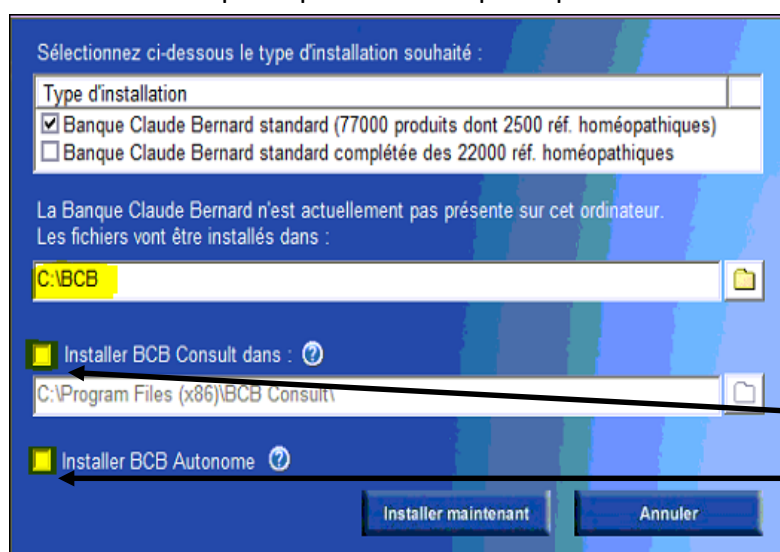 Sélectionnez ci-dessous le type d'installation souhaité :
Type d'installation
Banque Claude Bernard standard (77000 produits dont 2500 réf. homéopathiques)
Banque Claude Bernard standard complétée des 22000 réf. homéopathiques
La Banque Claude Bernard n'est actuellement pas présente sur cet ordinateur.
Les fichiers vont être installés dans :
C:\BCB
Installer BCB Consult dans : ?
C:\Program Files (x86)\BCB Consult\
Installer BCB Autonome ?
Installer maintenant Annuler